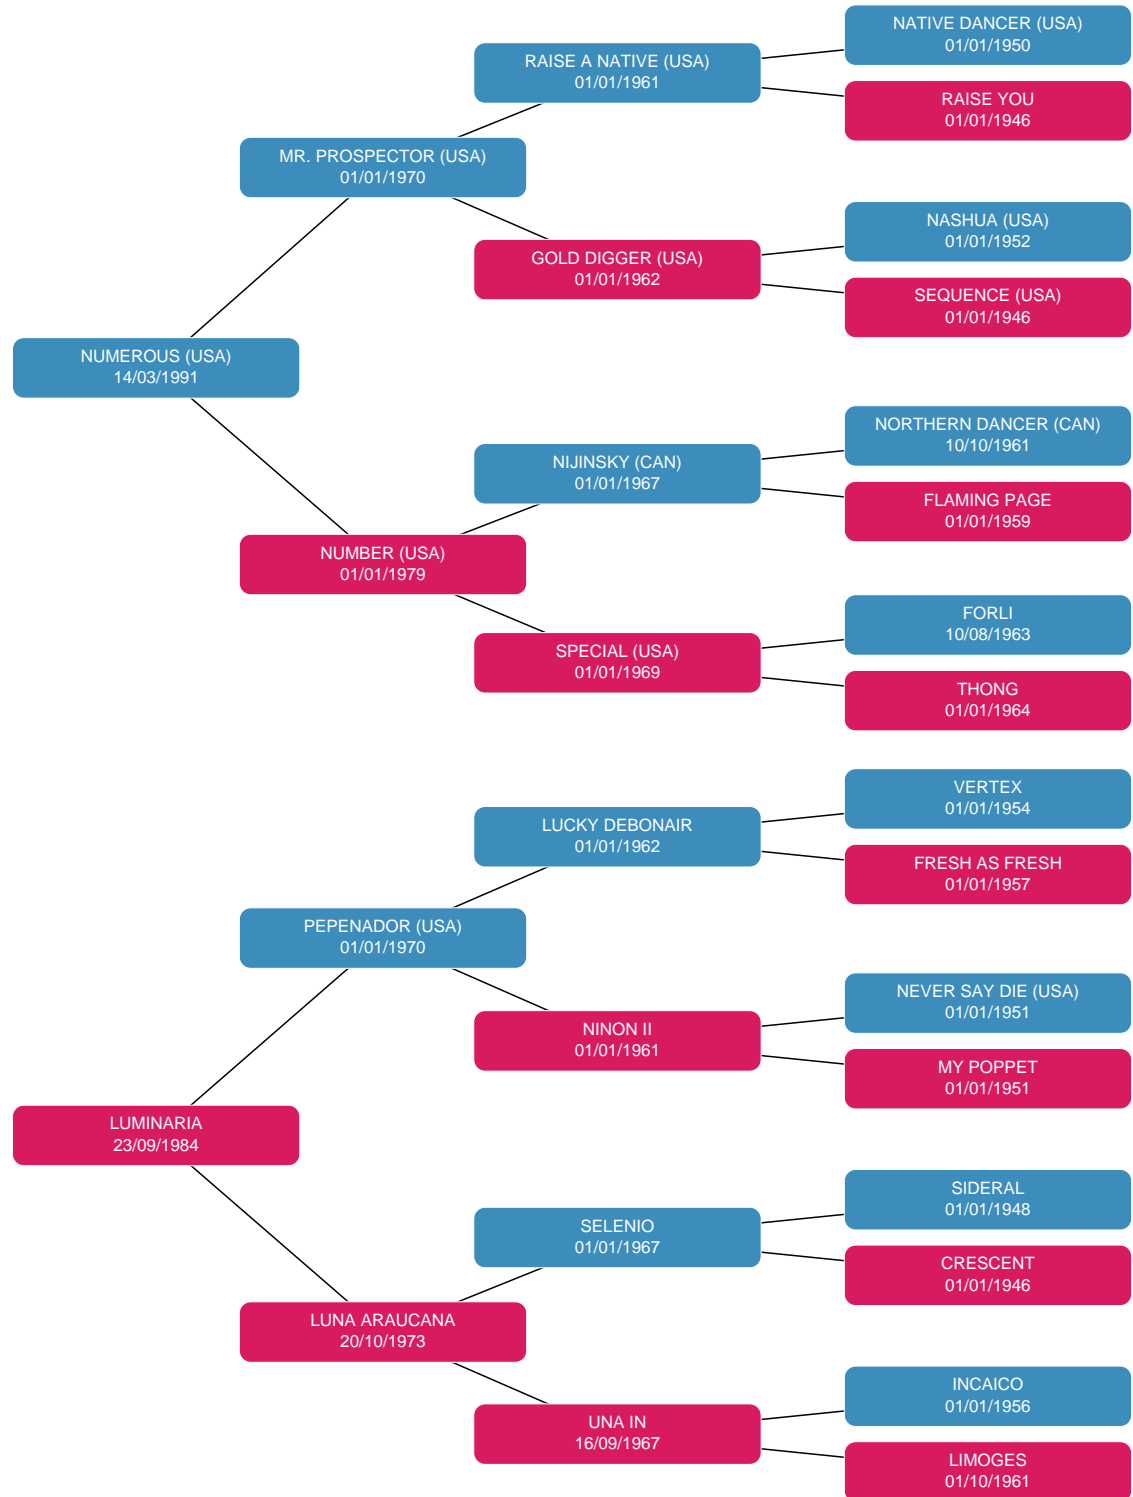 NATIVE DANCER (USA)
01/01/1950
RAISE A NATIVE (USA)
01/01/1961
RAISE YOU
01/01/1946
MR. PROSPECTOR (USA)
01/01/1970
NASHUA (USA)
01/01/1952
GOLD DIGGER (USA)
01/01/1962
SEQUENCE (USA)
01/01/1946
NUMEROUS (USA)
14/03/1991
NORTHERN DANCER (CAN)
10/10/1961
NIJINSKY (CAN)
01/01/1967
FLAMING PAGE
01/01/1959
NUMBER (USA)
01/01/1979
FORLI
10/08/1963
SPECIAL (USA)
01/01/1969
THONG
01/01/1964
VERTEX
01/01/1954
LUCKY DEBONAIR
01/01/1962
FRESH AS FRESH
01/01/1957
PEPENADOR (USA)
01/01/1970
NEVER SAY DIE (USA)
01/01/1951
NINON II
01/01/1961
MY POPPET
01/01/1951
LUMINARIA
23/09/1984
SIDERAL
01/01/1948
SELENIO
01/01/1967
CRESCENT
01/01/1946
LUNA ARAUCANA
20/10/1973
INCAICO
01/01/1956
UNA IN
16/09/1967
LIMOGES
01/10/1961